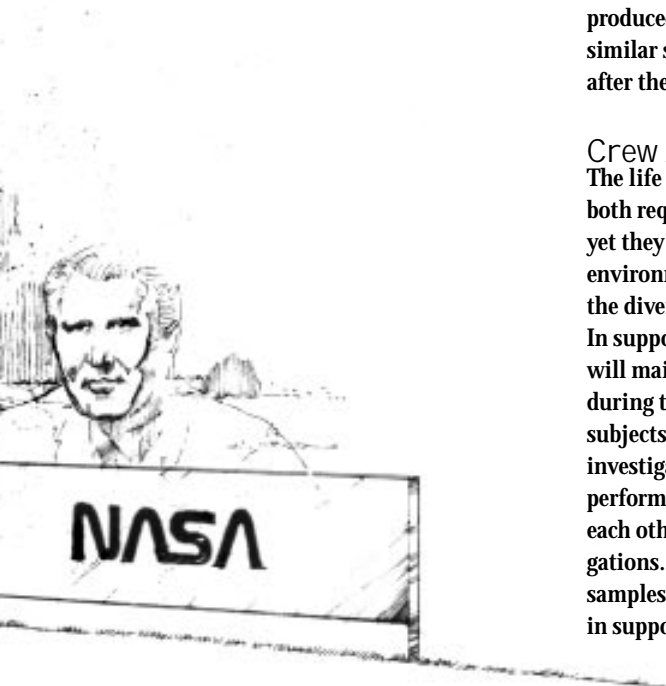 produce
similar s
after the
Crew
The life
both req
yet they
environ
the dive
In suppo
will mai
during t
subjects
investiga
perform
each oth
gations.
samples
in suppo
NASA